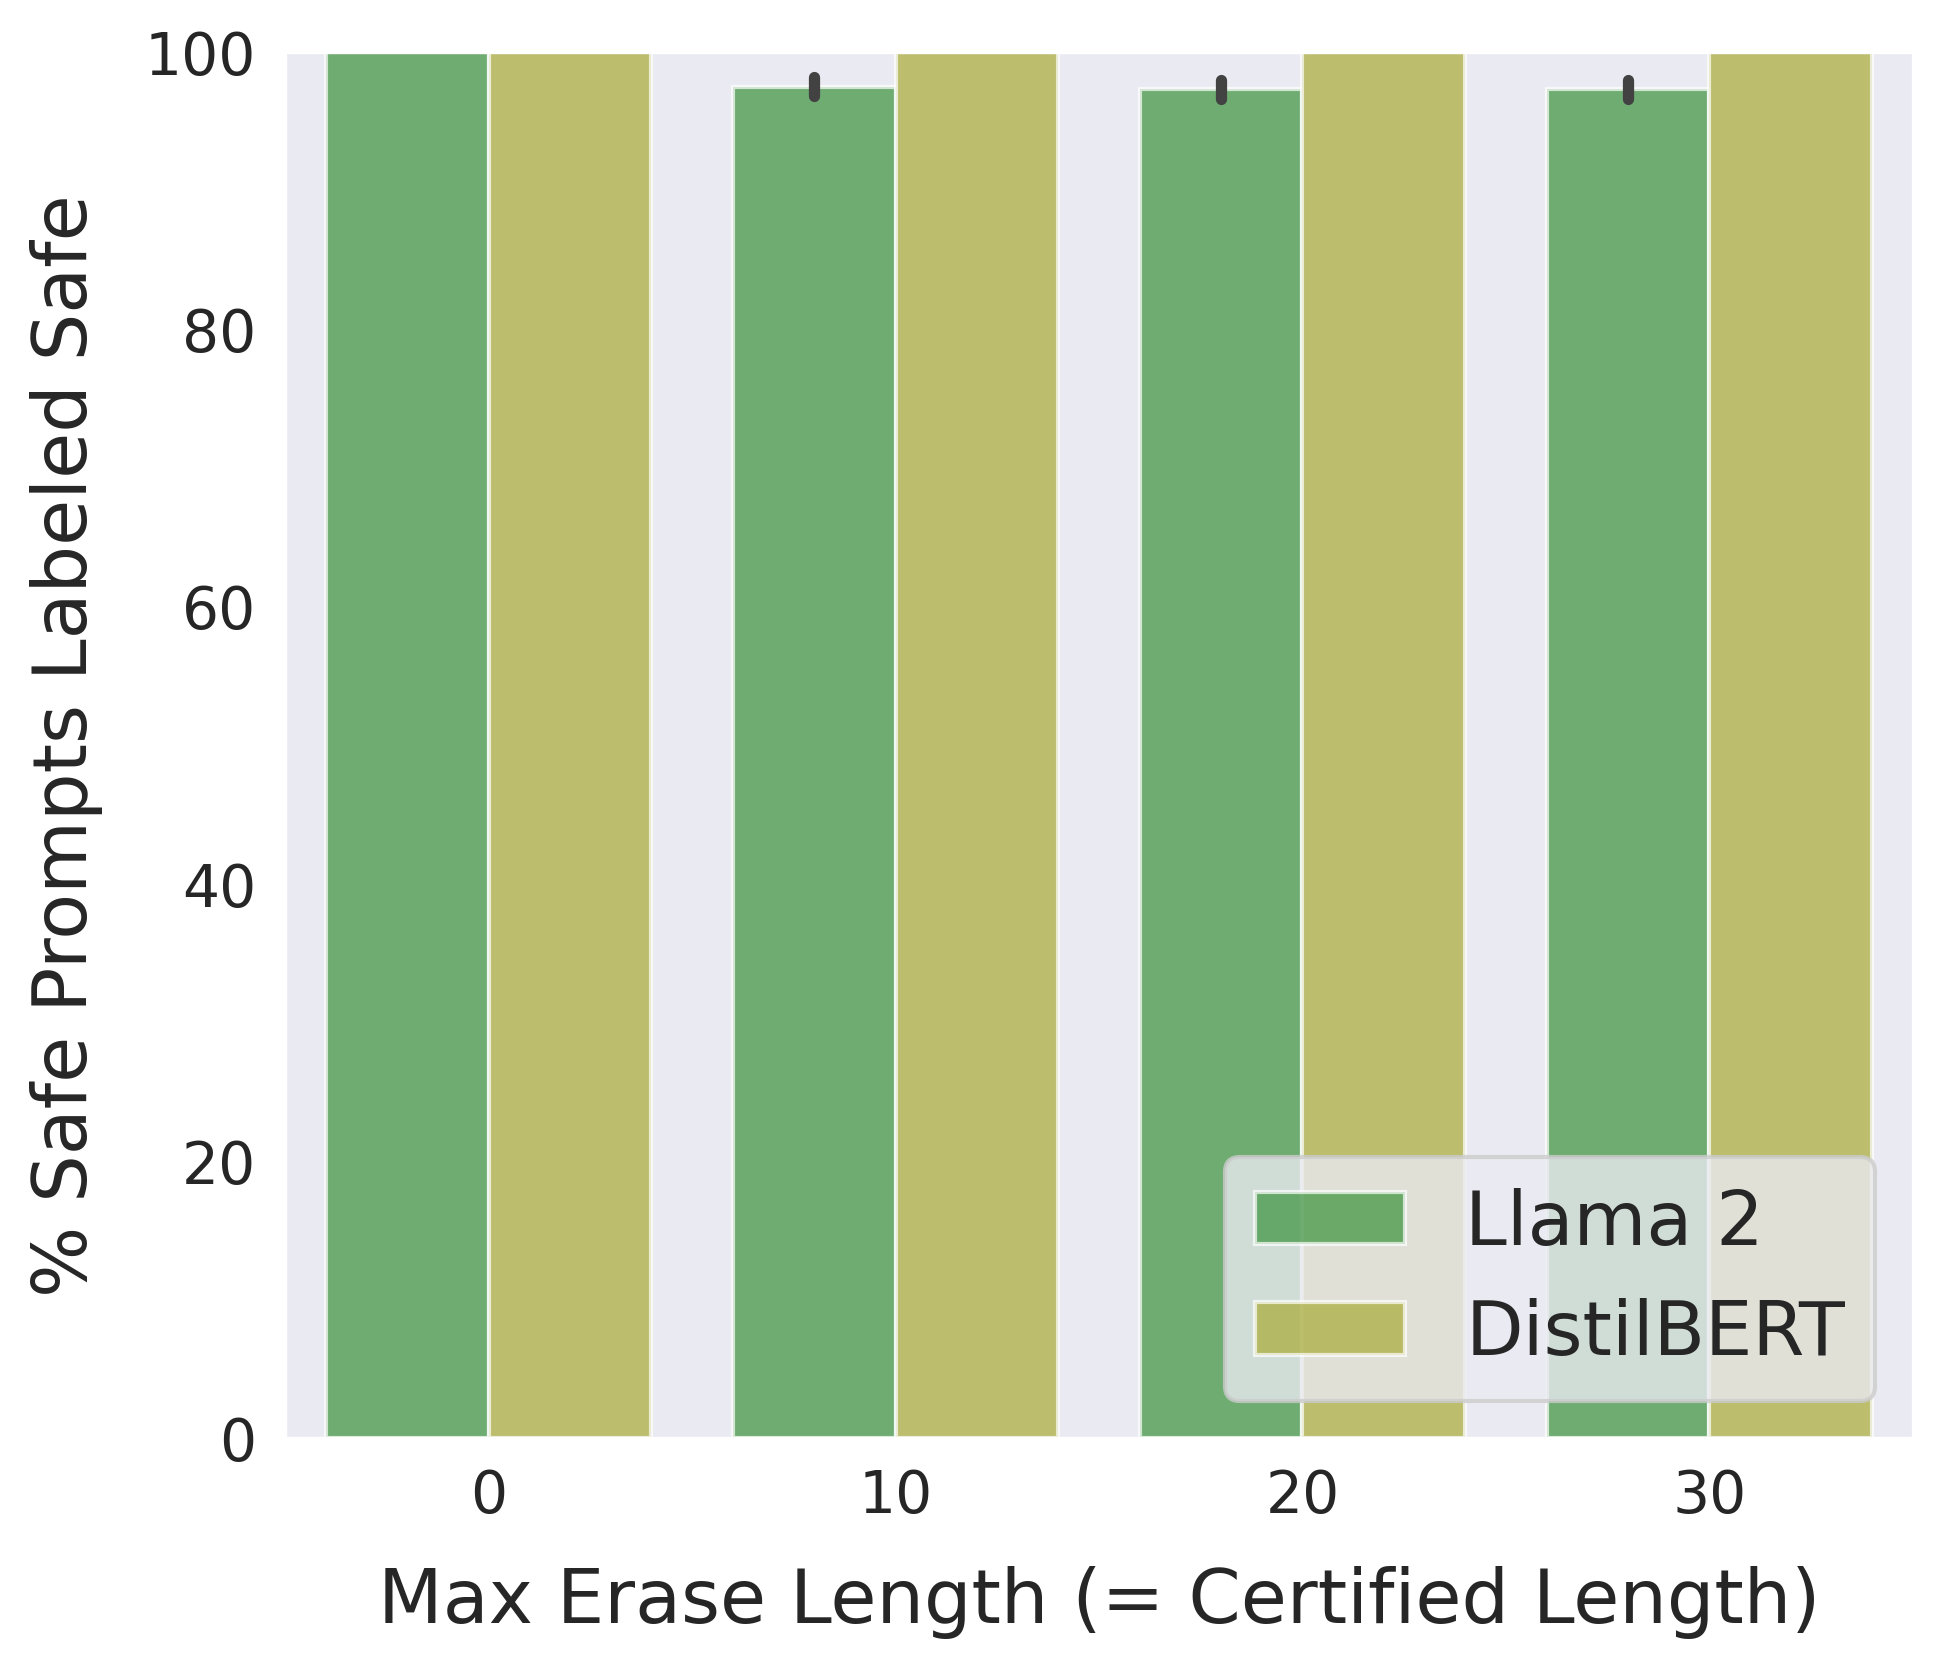 % Safe Prompts Labeled Safe
100
80
60
40
20
0
0 10 20 30
Max Erase Length (= Certified Length)
Llama 2
DistilBERT